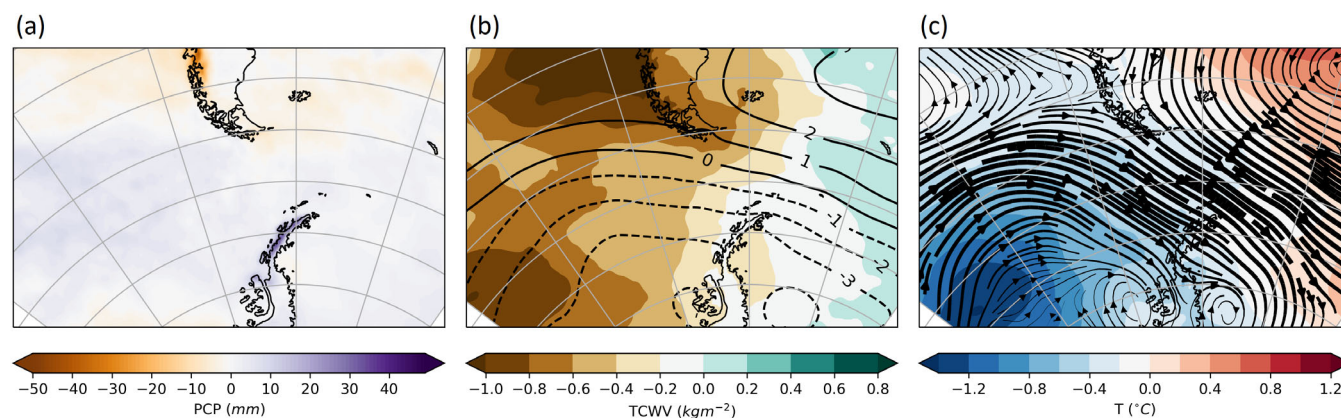 (a)
(b)
(c)
2
1
0
-1
-2
-3
−50 −40 −30 −20 −10 0 10 20 30 40
PCP (mm)
−1.0 −0.8 −0.6 −0.4 −0.2 0.0 0.2 0.4 0.6 0.8
TCWV (kgm−2)
−1.2 −0.8 −0.4 0.0 0.4 0.8 1.2
T (°C)